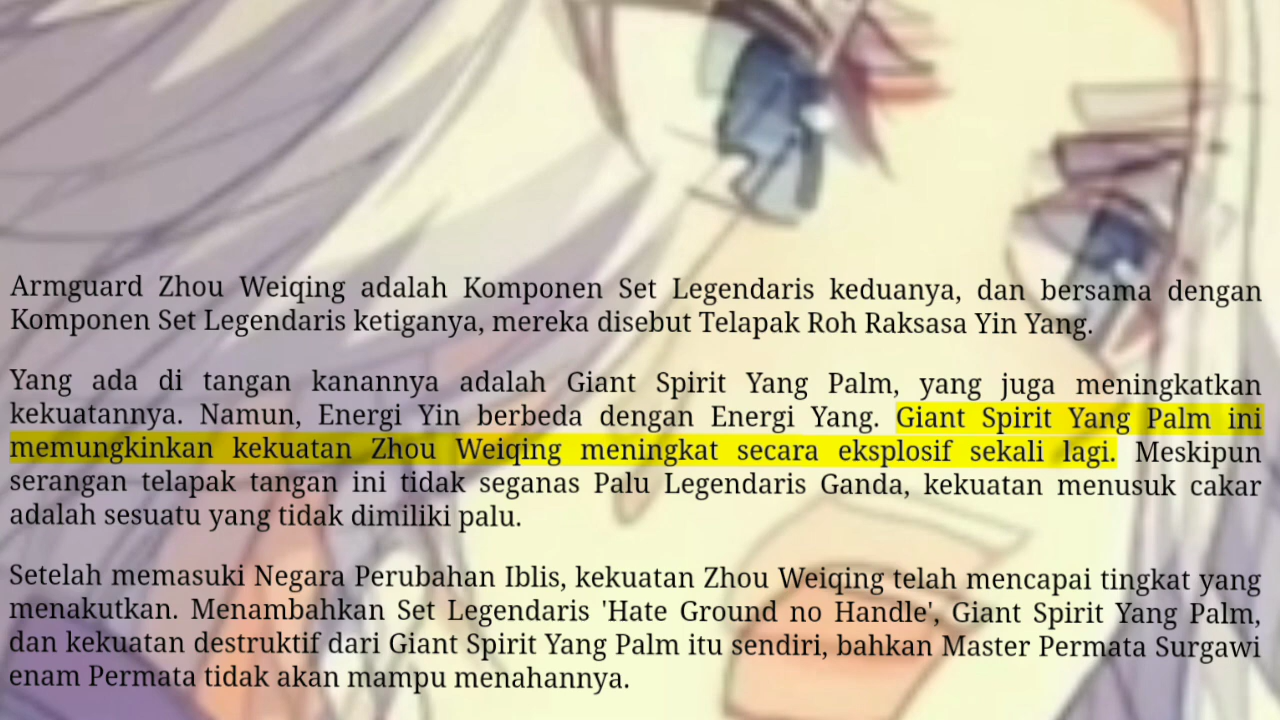 Armguard Zhou Weiqing adalah Komponen Set Legendaris keduanya, dan bersama dengan
Komponen Set Legendaris ketiganya, mereka disebut Telapak Roh Raksasa Yin Yang.
Yang ada di tangan kanannya adalah Giant Spirit Yang Palm, yang juga meningkatkan
kekuatannya. Namun, Energi Yin berbeda dengan Energi Yang. Giant Spirit Yang Palm ini
memungkinkan kekuatan Zhou Weiqing meningkat secara eksplosif sekali lagi. Meskipun
serangan telapak tangan ini tidak seganas Palu Legendaris Ganda, kekuatan menusuk cakar
adalah sesuatu yang tidak dimiliki palu.
Setelah memasuki Negara Perubahan Iblis, kekuatan Zhou Weiqing telah mencapai tingkat yang
menakutkan. Menambahkan Set Legendaris 'Hate Ground no Handle', Giant Spirit Yang Palm,
dan kekuatan destruktif dari Giant Spirit Yang Palm itu sendiri, bahkan Master Permata Surgawi
enam Permata tidak akan mampu menahannya.